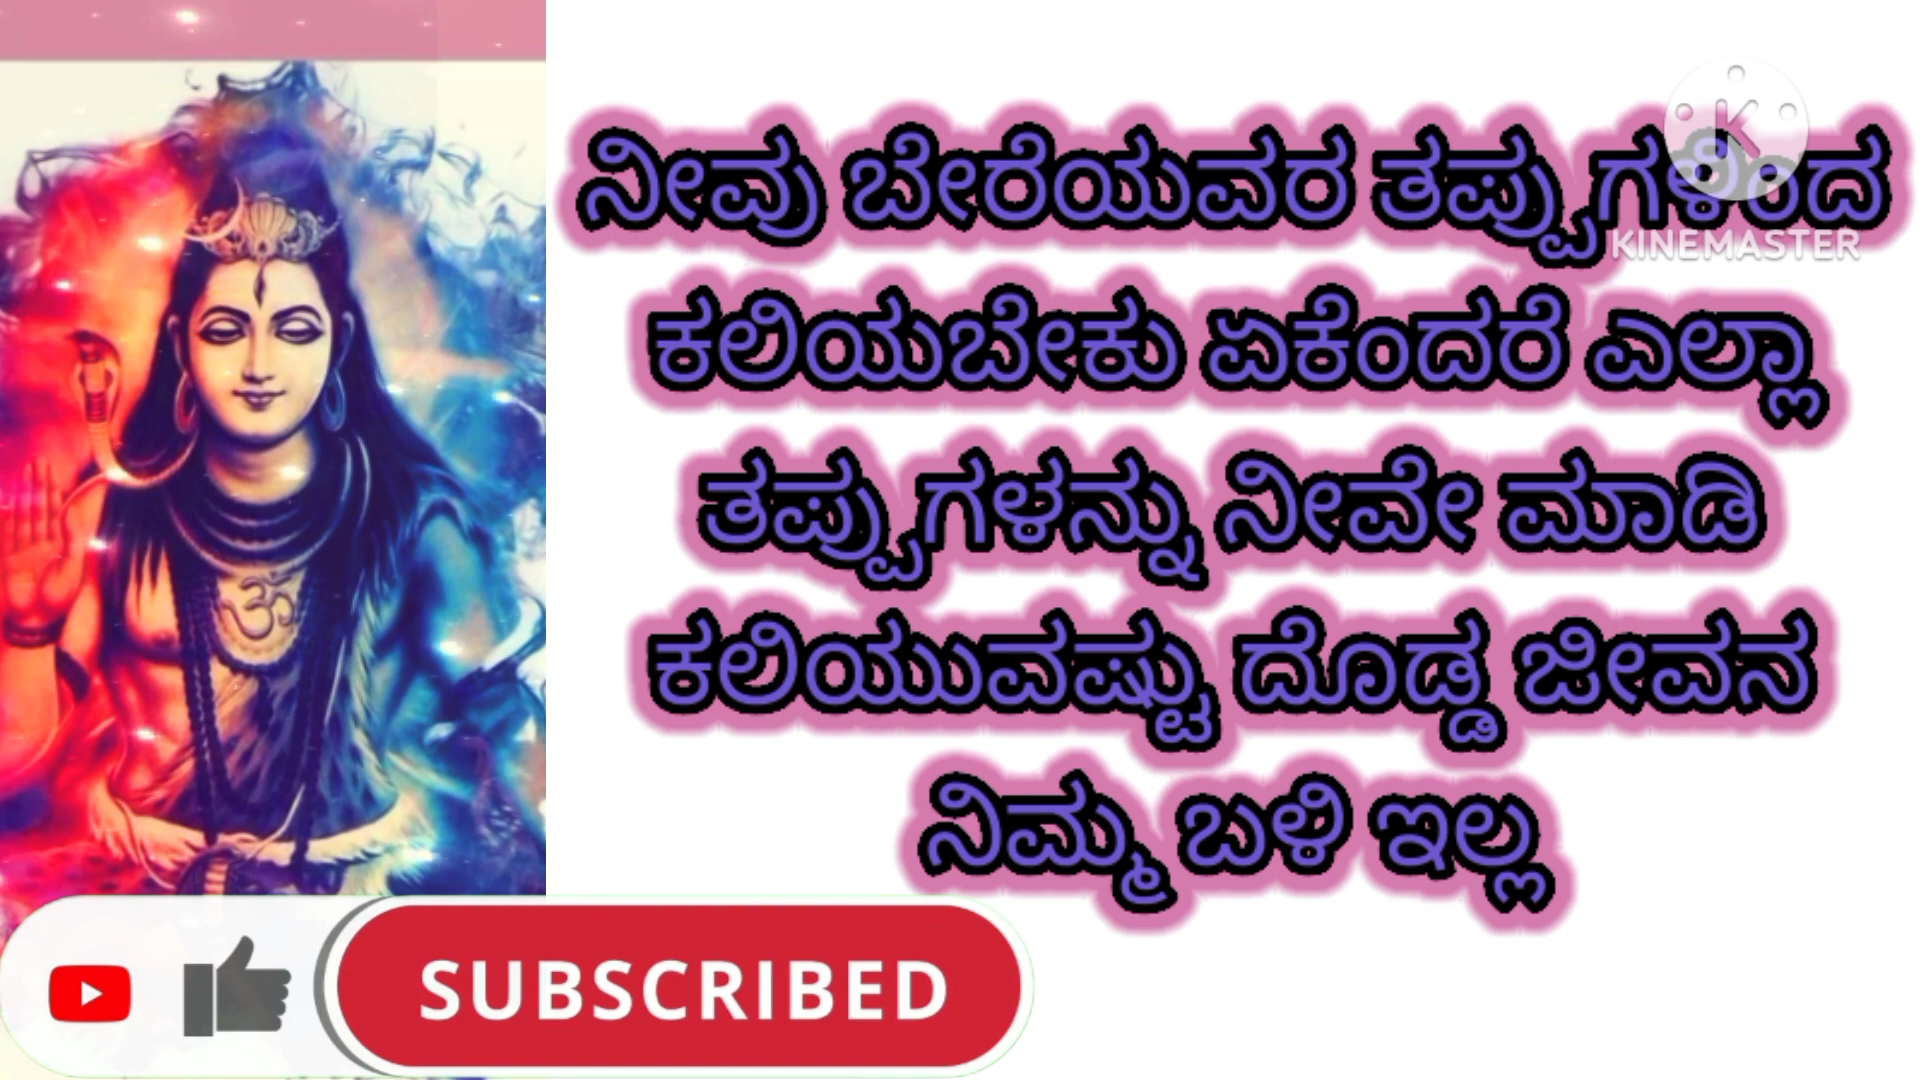 ನೀವು ಬೇರೆಯವರ ತಪ್ಪುಗಳಿಂದ
KINEMASTER
ಕಲಿಯಬೇಕು ಏಕೆಂದರೆ ಎಲ್ಲಾ
ತಪ್ಪುಗಳನ್ನು ನೀವೇ ಮಾಡಿ
ಕಲಿಯುವಷ್ಟು ದೊಡ್ಡ ಜೀವನ
ನಿಮ್ಮ ಬಳಿ ಇಲ್ಲ
ॐ
SUBSCRIBED